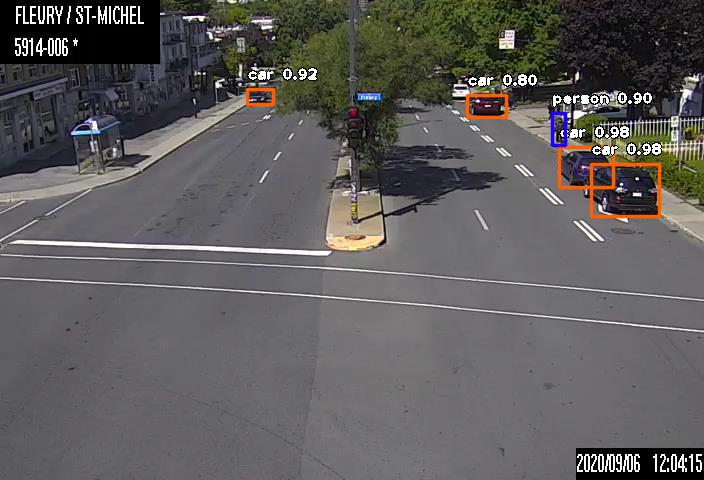 FLEURY / ST-MICHEL
5914-006 *
car 0.92
car 0.80
person 0.90
car 0.98
car 0.98
Fleury
2020/09/06 12:04:15